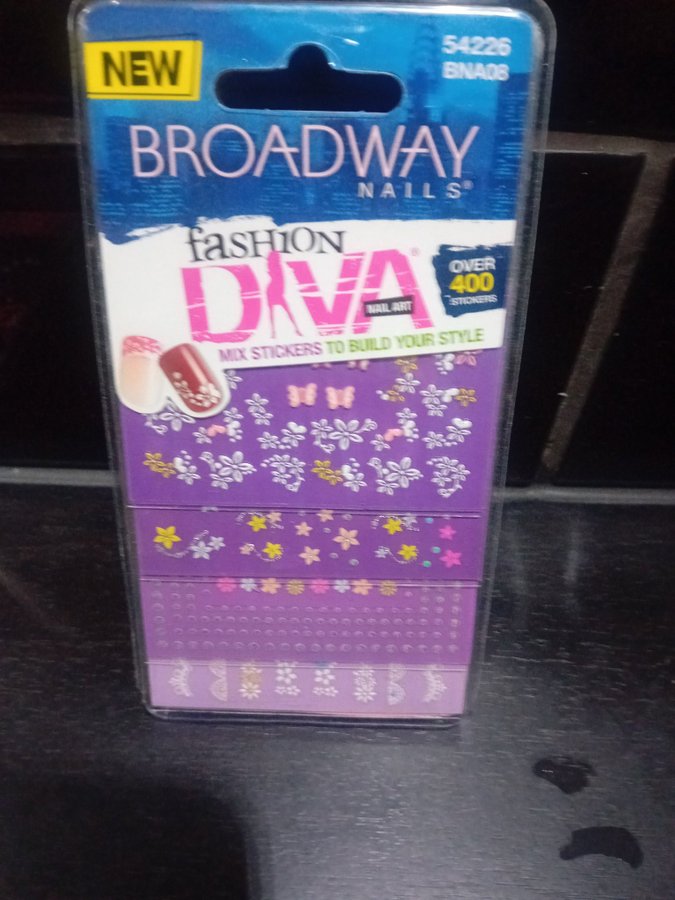 NEW
54226
BNA08
BROADWAY
NAILS®
fASHION
DIVA®
NAIL ART
OVER
400
STICKERS
MIX STICKERS TO BUILD YOUR STYLE